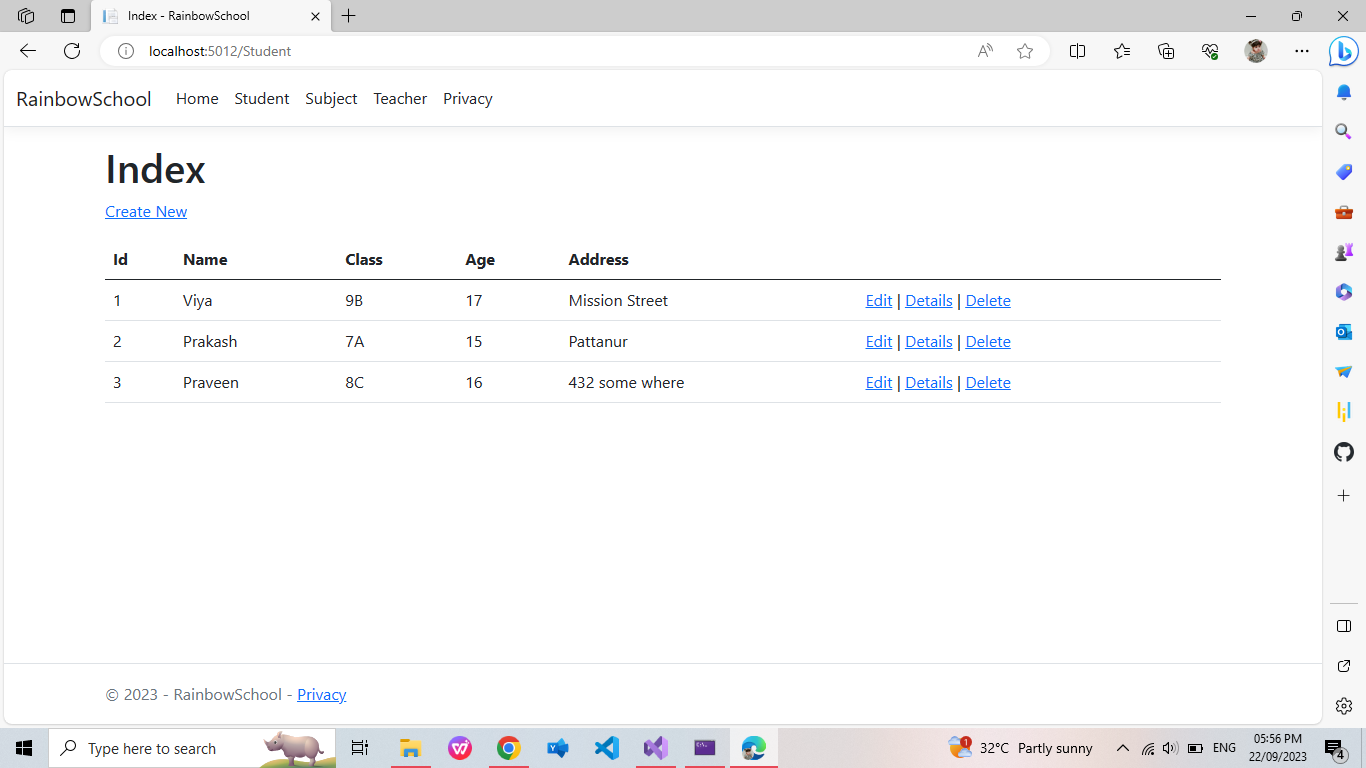 Index - RainbowSchool
localhost:5012/Student
RainbowSchool Home Student Subject Teacher Privacy
Index
Create New
Id Name Class Age Address
1 Viya 9B 17 Mission Street Edit | Details | Delete
2 Prakash 7A 15 Pattanur Edit | Details | Delete
3 Praveen 8C 16 432 some where Edit | Details | Delete
© 2023 - RainbowSchool - Privacy
Type here to search
1
32°C Partly sunny
ENG
05:56 PM
22/09/2023
4